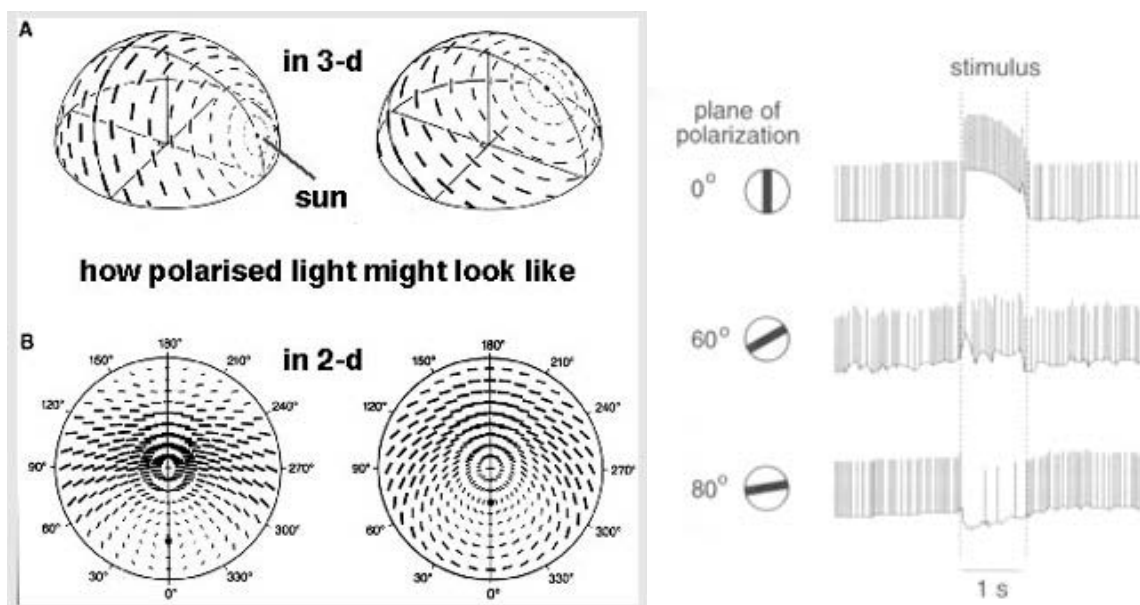 A
in 3-d
sun
how polarised light might look like
B
in 2-d
180°
150° 210°
120° 240°
90° 270°
60° 300°
30° 330°
0°
180°
150° 210°
120° 240°
90° 270°
60° 300°
30° 330°
0°
stimulus
plane of
polarization
0°
60°
80°
1 s